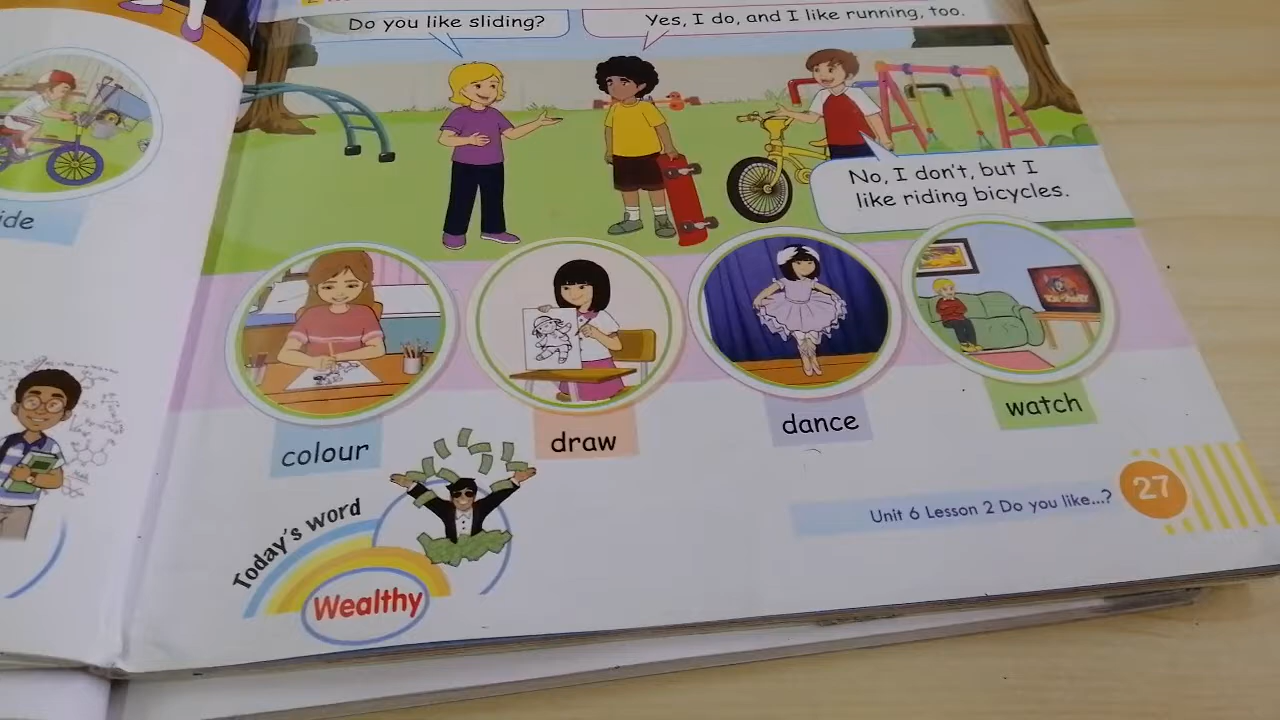 Do you like sliding?
Yes, I do, and I like running, too.
No, I don't, but I
like riding bicycles.
colour
draw
dance
watch
Today's word
Wealthy
Unit 6 Lesson 2 Do you like...?
27